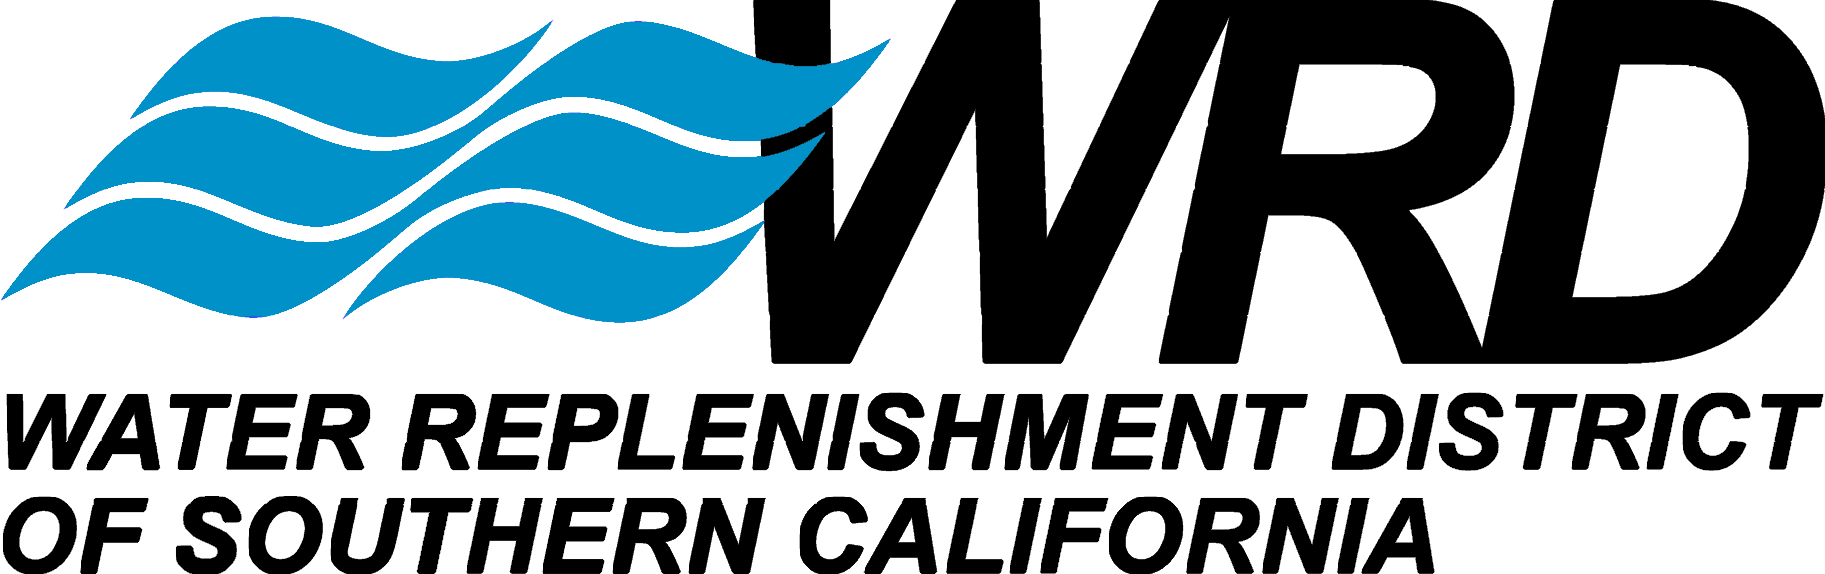 WRD
WATER REPLENISHMENT DISTRICT
OF SOUTHERN CALIFORNIA